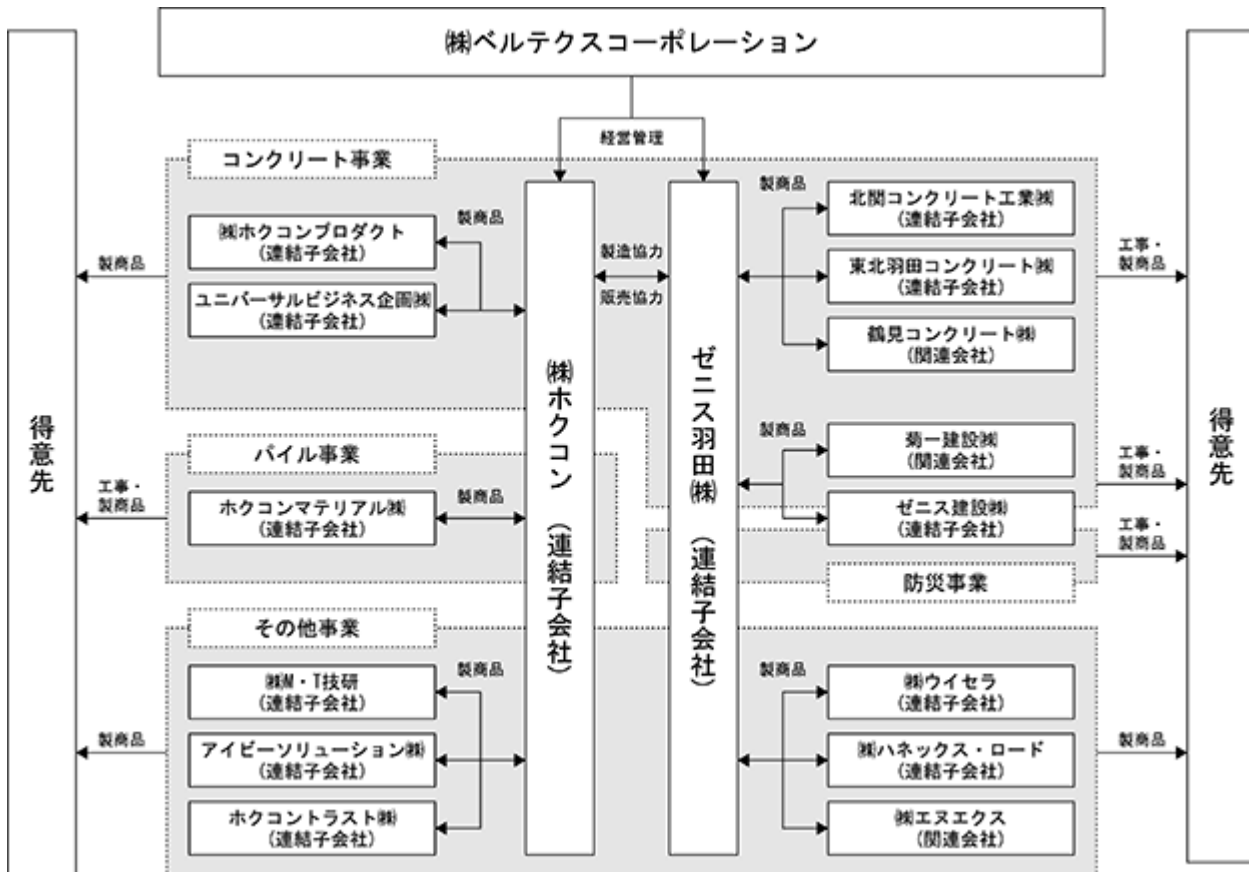 ㈱ベルテクスコーポレーション
経営管理
得意先
コンクリート事業
製商品
㈱ホクコンプロダクト
(連結子会社)
ユニバーサルビジネス企画㈱
(連結子会社)
製商品
パイル事業
工事・
製商品
ホクコンマテリアル㈱
(連結子会社)
製商品
その他事業
製商品
㈱M・T技研
(連結子会社)
アイビーソリューション㈱
(連結子会社)
ホクコントラスト㈱
(連結子会社)
製商品
㈱ホクコン (連結子会社)
製造協力
販売協力
ゼニス羽田㈱ (連結子会社)
製商品
北関コンクリート工業㈱
(連結子会社)
東北羽田コンクリート㈱
(連結子会社)
鶴見コンクリート㈱
(関連会社)
工事・
製商品
製商品
菊一建設㈱
(関連会社)
ゼニス建設㈱
(連結子会社)
工事・
製商品
工事・
製商品
防災事業
製商品
㈱ウイセラ
(連結子会社)
㈱ハネックス・ロード
(連結子会社)
㈱エヌエクス
(関連会社)
製商品
得意先